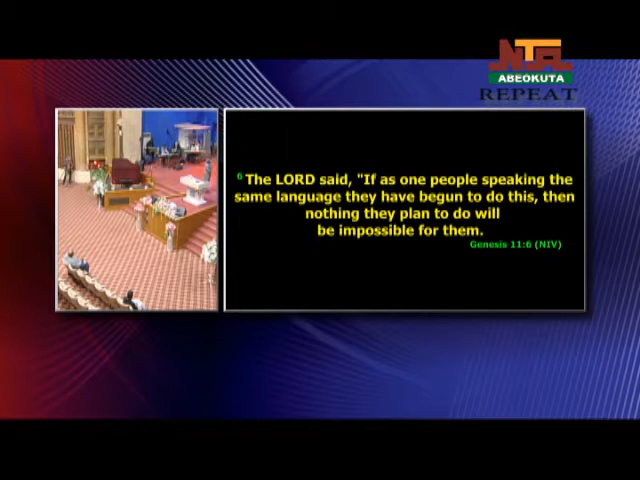 NTA
ABEOKUTA
REPEAT
6 The LORD said, "If as one people speaking the
same language they have begun to do this, then
nothing they plan to do will
be impossible for them.
Genesis 11:6 (NIV)